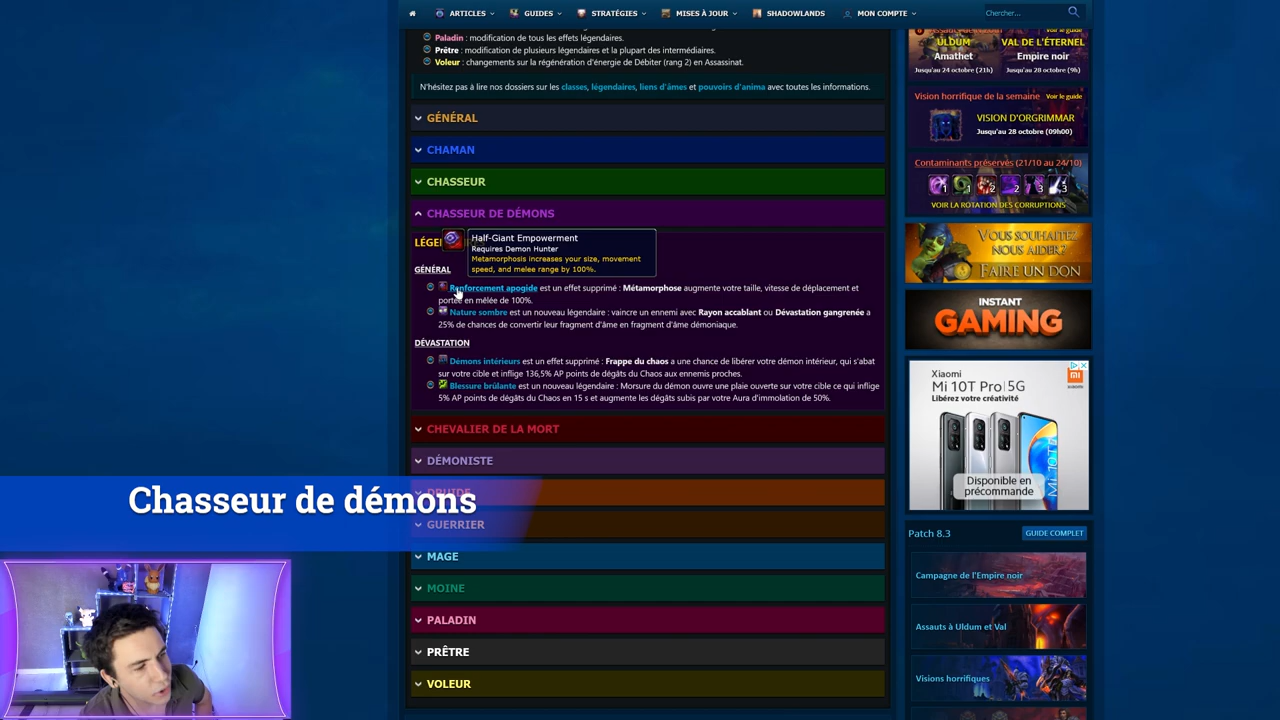 ARTICLES
GUIDES
STRATÉGIES
MISES À JOUR
SHADOWLANDS
MON COMPTE
Chercher...
Paladin : modification de tous les effets légendaires.
Prêtre : modification de plusieurs légendaires et la plupart des intermédiaires.
Voleur : changements sur la régénération d'énergie de Débiter (rang 2) en Assassinat.
N'hésitez pas à lire nos dossiers sur les classes, légendaires, liens d'âmes et pouvoirs d'anima avec toutes les informations.
GÉNÉRAL
CHAMAN
CHASSEUR
CHASSEUR DE DÉMONS
Half-Giant Empowerment
Requires Demon Hunter
Metamorphosis increases your size, movement
speed, and melee range by 100%.
GÉNÉRAL
Renforcement apogide est un effet supprimé : Métamorphose augmente votre taille, vitesse de déplacement et
portée en mêlée de 100%.
Nature sombre est un nouveau légendaire : vaincre un ennemi avec Rayon accablant ou Dévastation gangrenée a
25% de chances de convertir leur fragment d'âme en fragment d'âme démoniaque.
DÉVASTATION
Démons intérieurs est un effet supprimé : Frappe du chaos a une chance de libérer votre démon intérieur, qui s'abat
sur votre cible et inflige 136,5% AP points de dégâts du Chaos aux ennemis proches.
Blessure brûlante est un nouveau légendaire : Morsure du démon ouvre une plaie ouverte sur votre cible ce qui inflige
5% AP points de dégâts du Chaos en 15 s et augmente les dégâts subis par votre Aura d'immolation de 50%.
CHEVALIER DE LA MORT
DÉMONISTE
DRUIDE
GUERRIER
MAGE
MOINE
PALADIN
PRÊTRE
VOLEUR
Chasseur de démons
Voir le guide
ULDUM
Amathet
Jusqu'au 24 octobre (21h)
VAL DE L'ÉTERNEL
Empire noir
Jusqu'au 28 octobre (9h)
Vision horrifique de la semaine
Voir le guide
VISION D'ORGRIMMAR
Jusqu'au 28 octobre (09h00)
Contaminants préservés (21/10 au 24/10)
1 1 2 2 3 3
VOIR LA ROTATION DES CORRUPTIONS
VOUS SOUHAITEZ
NOUS AIDER?
FAIRE UN DON
INSTANT
GAMING
Xiaomi
Mi 10T Pro | 5G
Libérez votre créativité
Mi 10T
Disponible en
précommande
Patch 8.3
GUIDE COMPLET
Campagne de l'Empire noir
Assauts à Uldum et Val
Visions horrifiques